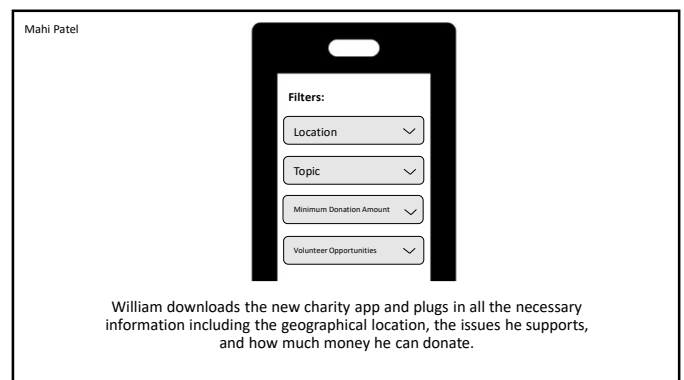 Mahi Patel
Filters:
Location
Topic
Minimum Donation Amount
Volunteer Opportunities
William downloads the new charity app and plugs in all the necessary
information including the geographical location, the issues he supports,
and how much money he can donate.